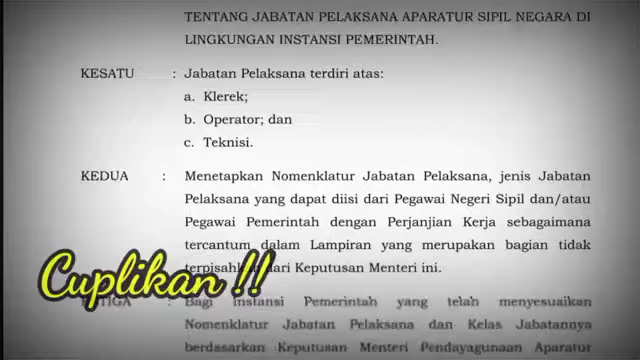 TENTANG JABATAN PELAKSANA APARATUR SIPIL NEGARA DI
LINGKUNGAN INSTANSI PEMERINTAH.
KESATU : Jabatan Pelaksana terdiri atas:
a. Klerek;
b. Operator; dan
c. Teknisi.
KEDUA : Menetapkan Nomenklatur Jabatan Pelaksana, jenis Jabatan
Pelaksana yang dapat diisi dari Pegawai Negeri Sipil dan/atau
Pegawai Pemerintah dengan Perjanjian Kerja sebagaimana
tercantum dalam Lampiran yang merupakan bagian tidak
terpisahkan dari Keputusan Menteri ini.
Cuplikan !!
KETIGA : Bagi Instansi Pemerintah yang telah menyesuaikan
Nomenklatur Jabatan Pelaksana dan Kelas Jabatannya
berdasarkan Keputusan Menteri Pendayagunaan Aparatur